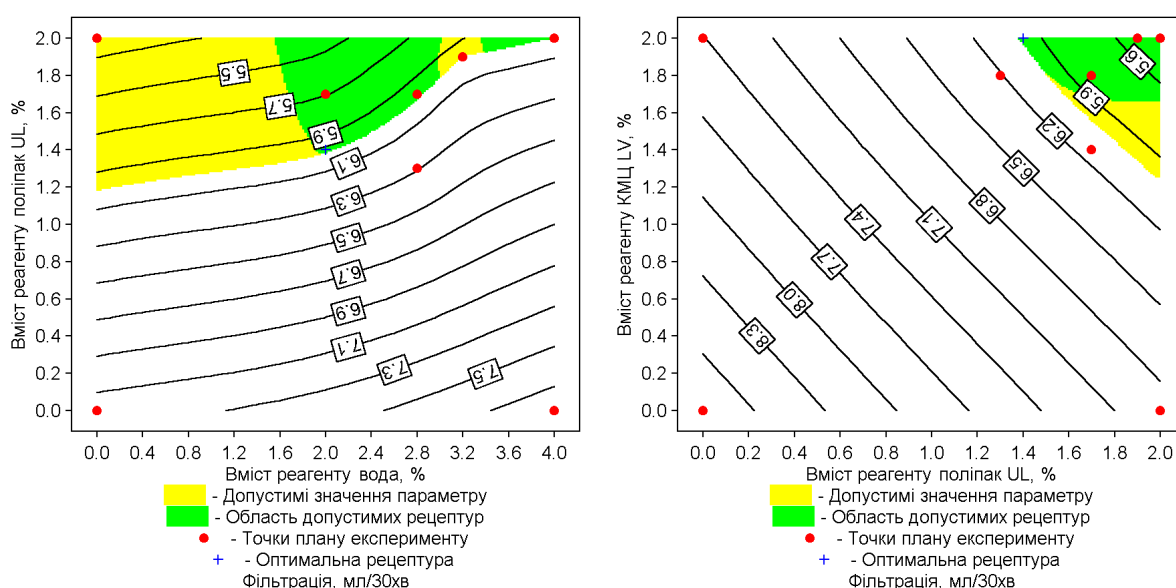 Вміст реагенту поліпак UL, %
2.0
1.8
1.6
1.4
1.2
1.0
0.8
0.6
0.4
0.2
0.0
5.5
5.7
5.9
6.1
6.3
6.5
6.7
6.9
7.1
7.3
7.5
0.0 0.4 0.8 1.2 1.6 2.0 2.4 2.8 3.2 3.6 4.0
Вміст реагенту вода, %
- Допустимі значення параметру
- Область допустимих рецептур
- Точки плану експерименту
- Оптимальна рецептура
Фільтрація, мл/30хв
Вміст реагенту КМЦ LV, %
2.0
1.8
1.6
1.4
1.2
1.0
0.8
0.6
0.4
0.2
0.0
5.6
5.9
6.2
6.5
6.8
7.1
7.4
7.7
8.0
8.3
0.0 0.2 0.4 0.6 0.8 1.0 1.2 1.4 1.6 1.8 2.0
Вміст реагенту поліпак UL, %
- Допустимі значення параметру
- Область допустимих рецептур
- Точки плану експерименту
- Оптимальна рецептура
Фільтрація, мл/30хв